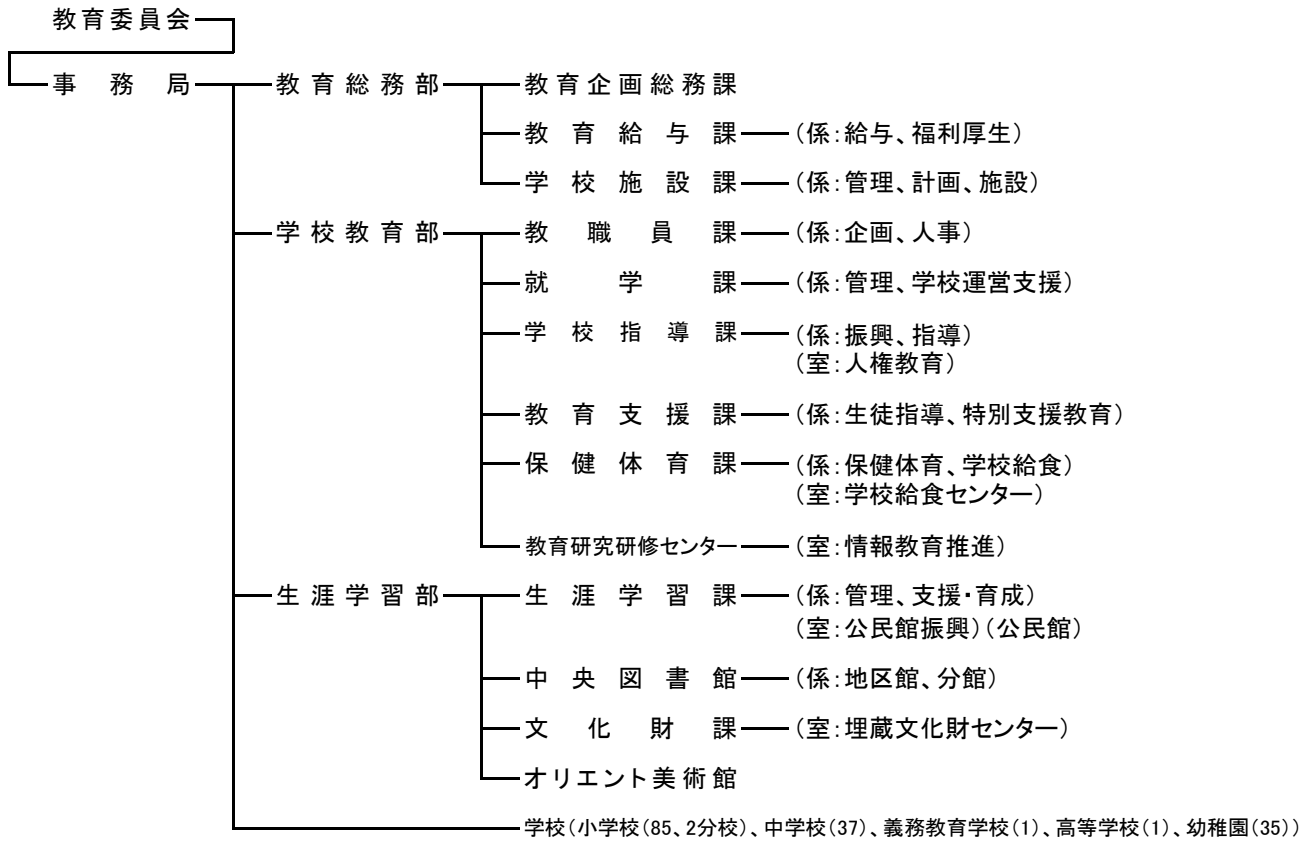 教育委員会
事務局 教育総務部 教育企画総務課
教育給与課 （係：給与、福利厚生）
学校施設課 （係：管理、計画、施設）
学校教育部 教職員課 （係：企画、人事）
就学課 （係：管理、学校運営支援）
学校指導課 （係：振興、指導）
（室：人権教育）
教育支援課 （係：生徒指導、特別支援教育）
保健体育課 （係：保健体育、学校給食）
（室：学校給食センター）
教育研究研修センター （室：情報教育推進）
生涯学習部 生涯学習課 （係：管理、支援・育成）
（室：公民館振興）（公民館）
中央図書館 （係：地区館、分館）
文化財課 （室：埋蔵文化財センター）
オリエント美術館
学校（小学校（85、2分校）、中学校（37）、義務教育学校（1）、高等学校（1）、幼稚園（35））